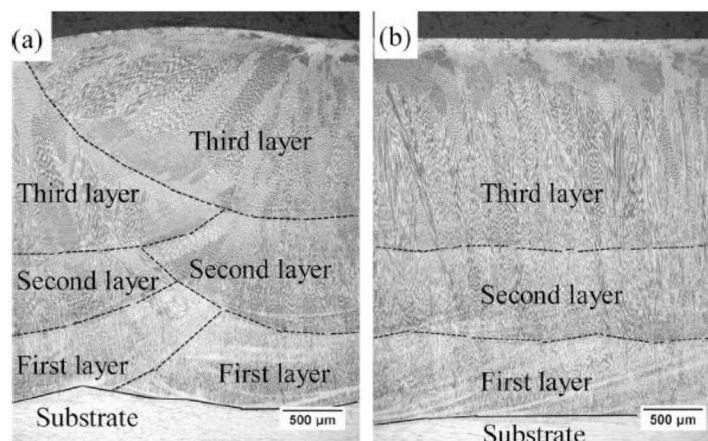 (a)
Third layer
Third layer
Second layer
Second layer
First layer
First layer
Substrate
500 μm
(b)
Third layer
Second layer
First layer
Substrate
500 μm